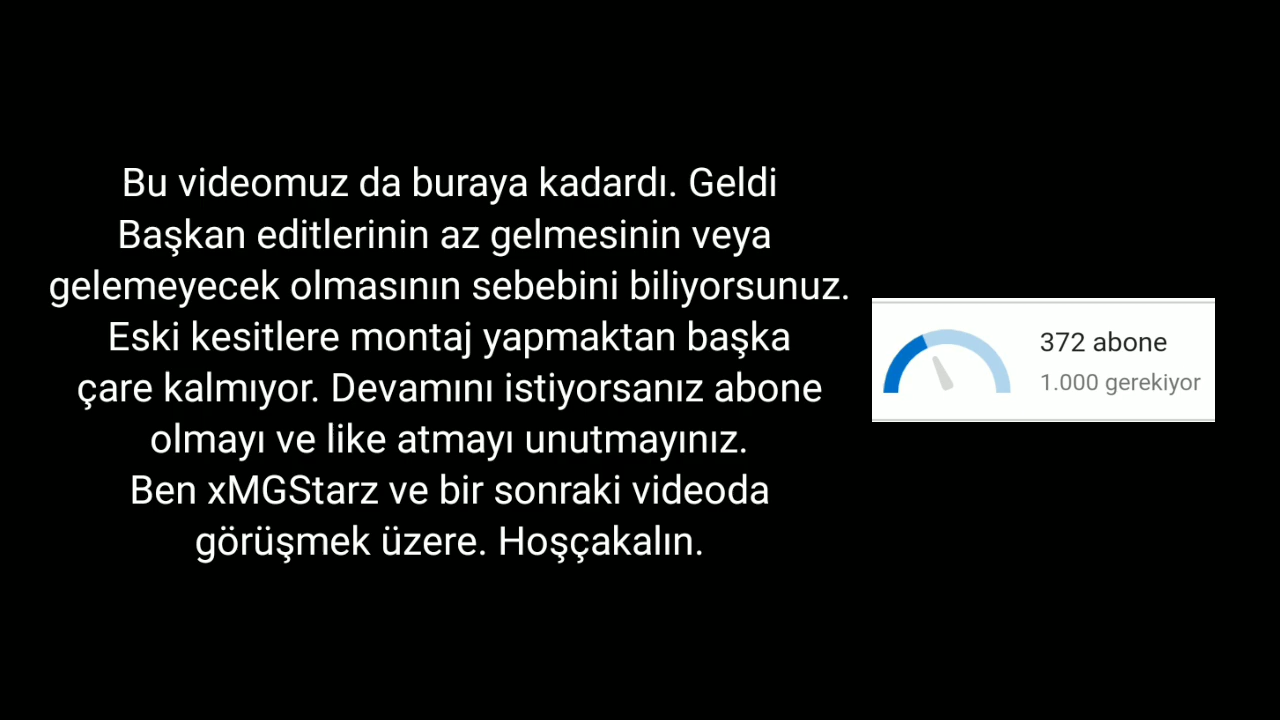 Bu videomuz da buraya kadardı. Geldi
Başkan editlerinin az gelmesinin veya
gelemeyecek olmasının sebebini biliyorsunuz.
Eski kesitlere montaj yapmaktan başka
çare kalmıyor. Devamını istiyorsanız abone
olmayı ve like atmayı unutmayınız.
Ben xMGStarz ve bir sonraki videoda
görüşmek üzere. Hoşçakalın.
372 abone
1.000 gerekiyor